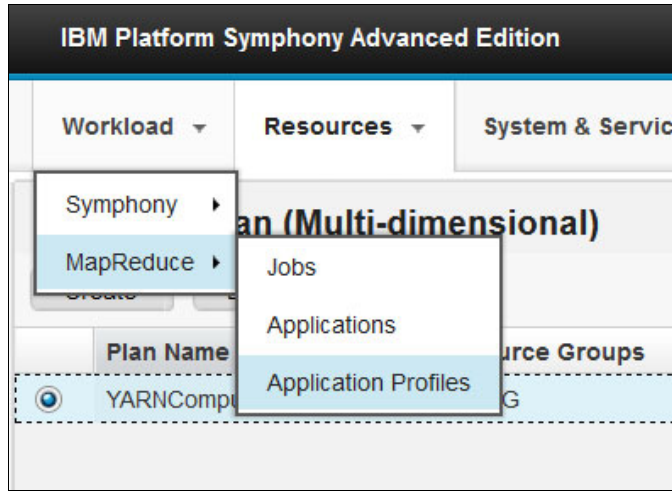 IBM Platform Symphony Advanced Edition
Workload Resources System & Servic
Symphony
an (Multi-dimensional)
MapReduce
Jobs
Applications
Plan Name urce Groups
Application Profiles
YARNCompu G